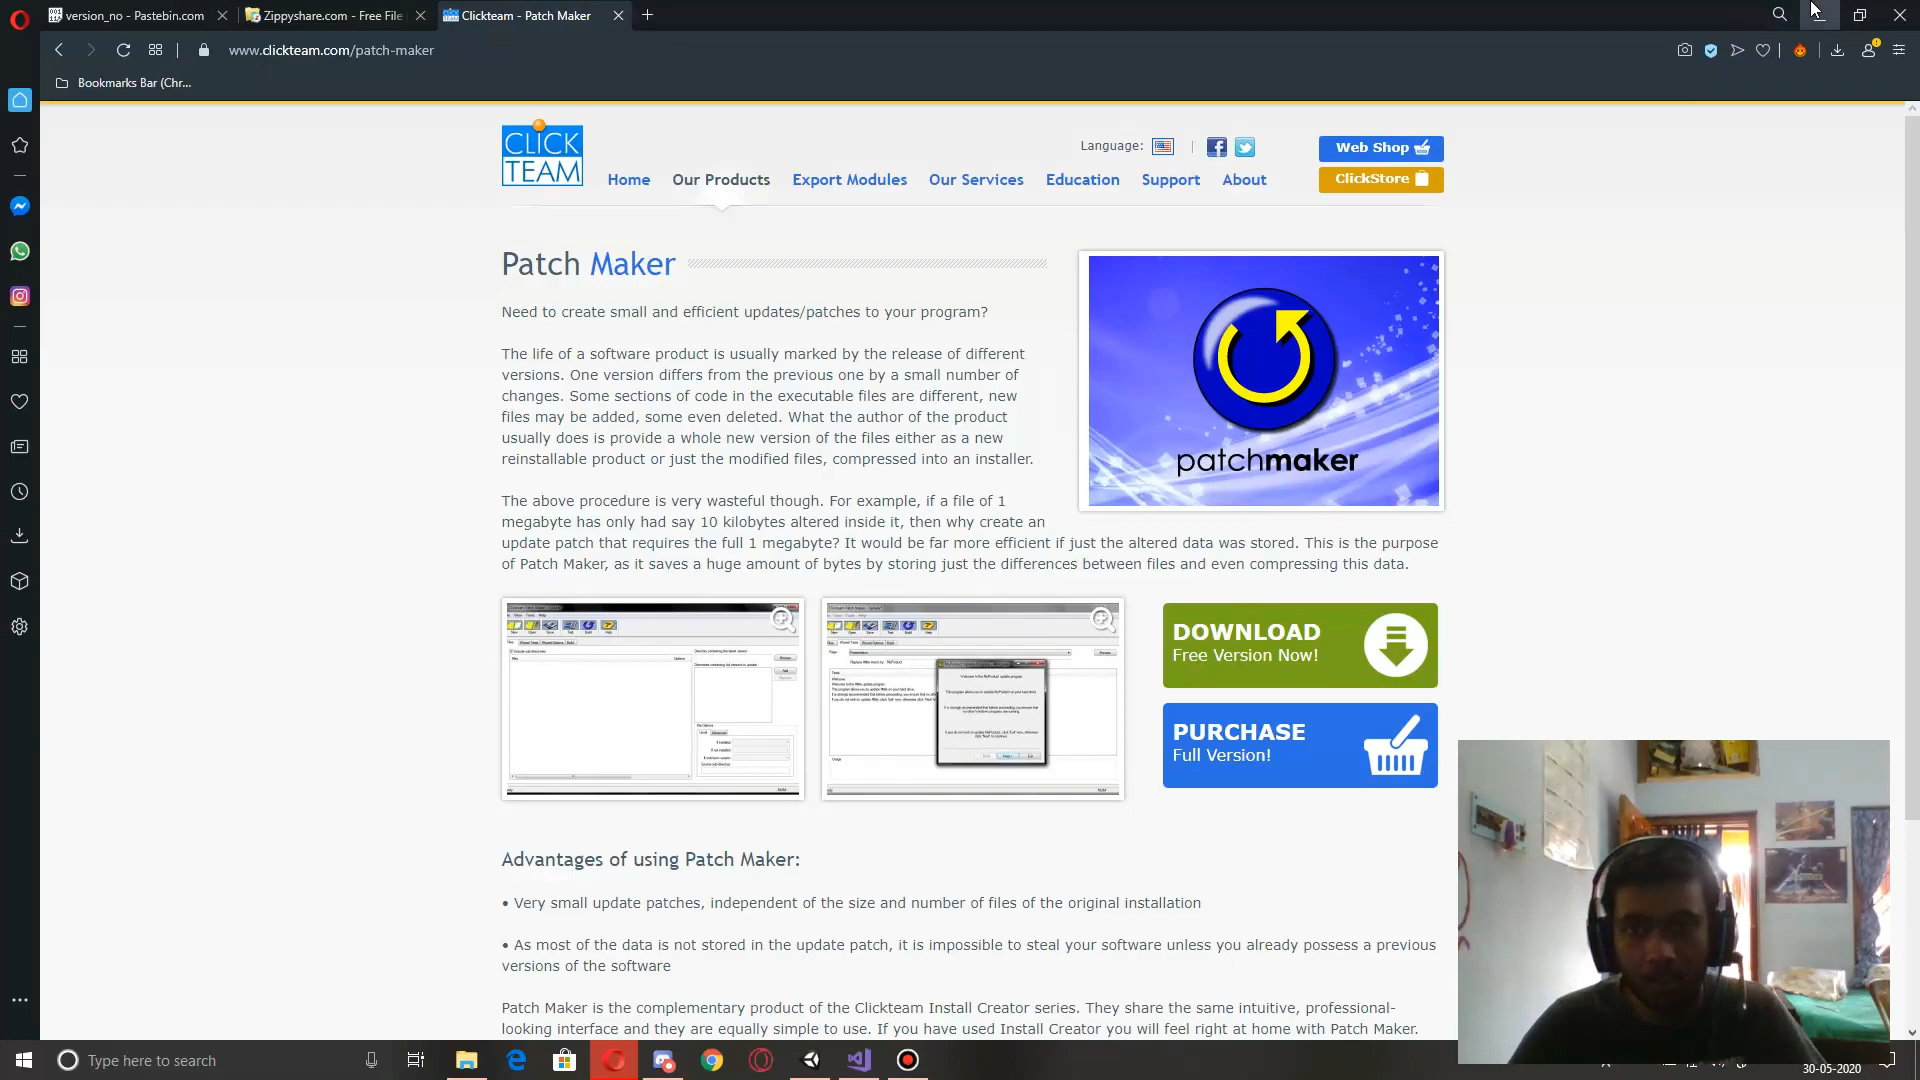 version_no - Pastebin.com
Zippyshare.com - Free File
Clickteam - Patch Maker
www.clickteam.com/patch-maker
Bookmarks Bar (Chr...
CLICK
TEAM
Language:
Web Shop
ClickStore
Home
Our Products
Export Modules
Our Services
Education
Support
About
Patch Maker
Need to create small and efficient updates/patches to your program?
The life of a software product is usually marked by the release of different
versions. One version differs from the previous one by a small number of
changes. Some sections of code in the executable files are different, new
files may be added, some even deleted. What the author of the product
usually does is provide a whole new version of the files either as a new
reinstallable product or just the modified files, compressed into an installer.
patchmaker
The above procedure is very wasteful though. For example, if a file of 1
megabyte has only had say 10 kilobytes altered inside it, then why create an
update patch that requires the full 1 megabyte? It would be far more efficient if just the altered data was stored. This is the purpose
of Patch Maker, as it saves a huge amount of bytes by storing just the differences between files and even compressing this data.
DOWNLOAD
Free Version Now!
PURCHASE
Full Version!
Advantages of using Patch Maker:
• Very small update patches, independent of the size and number of files of the original installation
• As most of the data is not stored in the update patch, it is impossible to steal your software unless you already possess a previous
versions of the software
Patch Maker is the complementary product of the Clickteam Install Creator series. They share the same intuitive, professional-
looking interface and they are equally simple to use. If you have used Install Creator you will feel right at home with Patch Maker.
Type here to search
30-05-2020